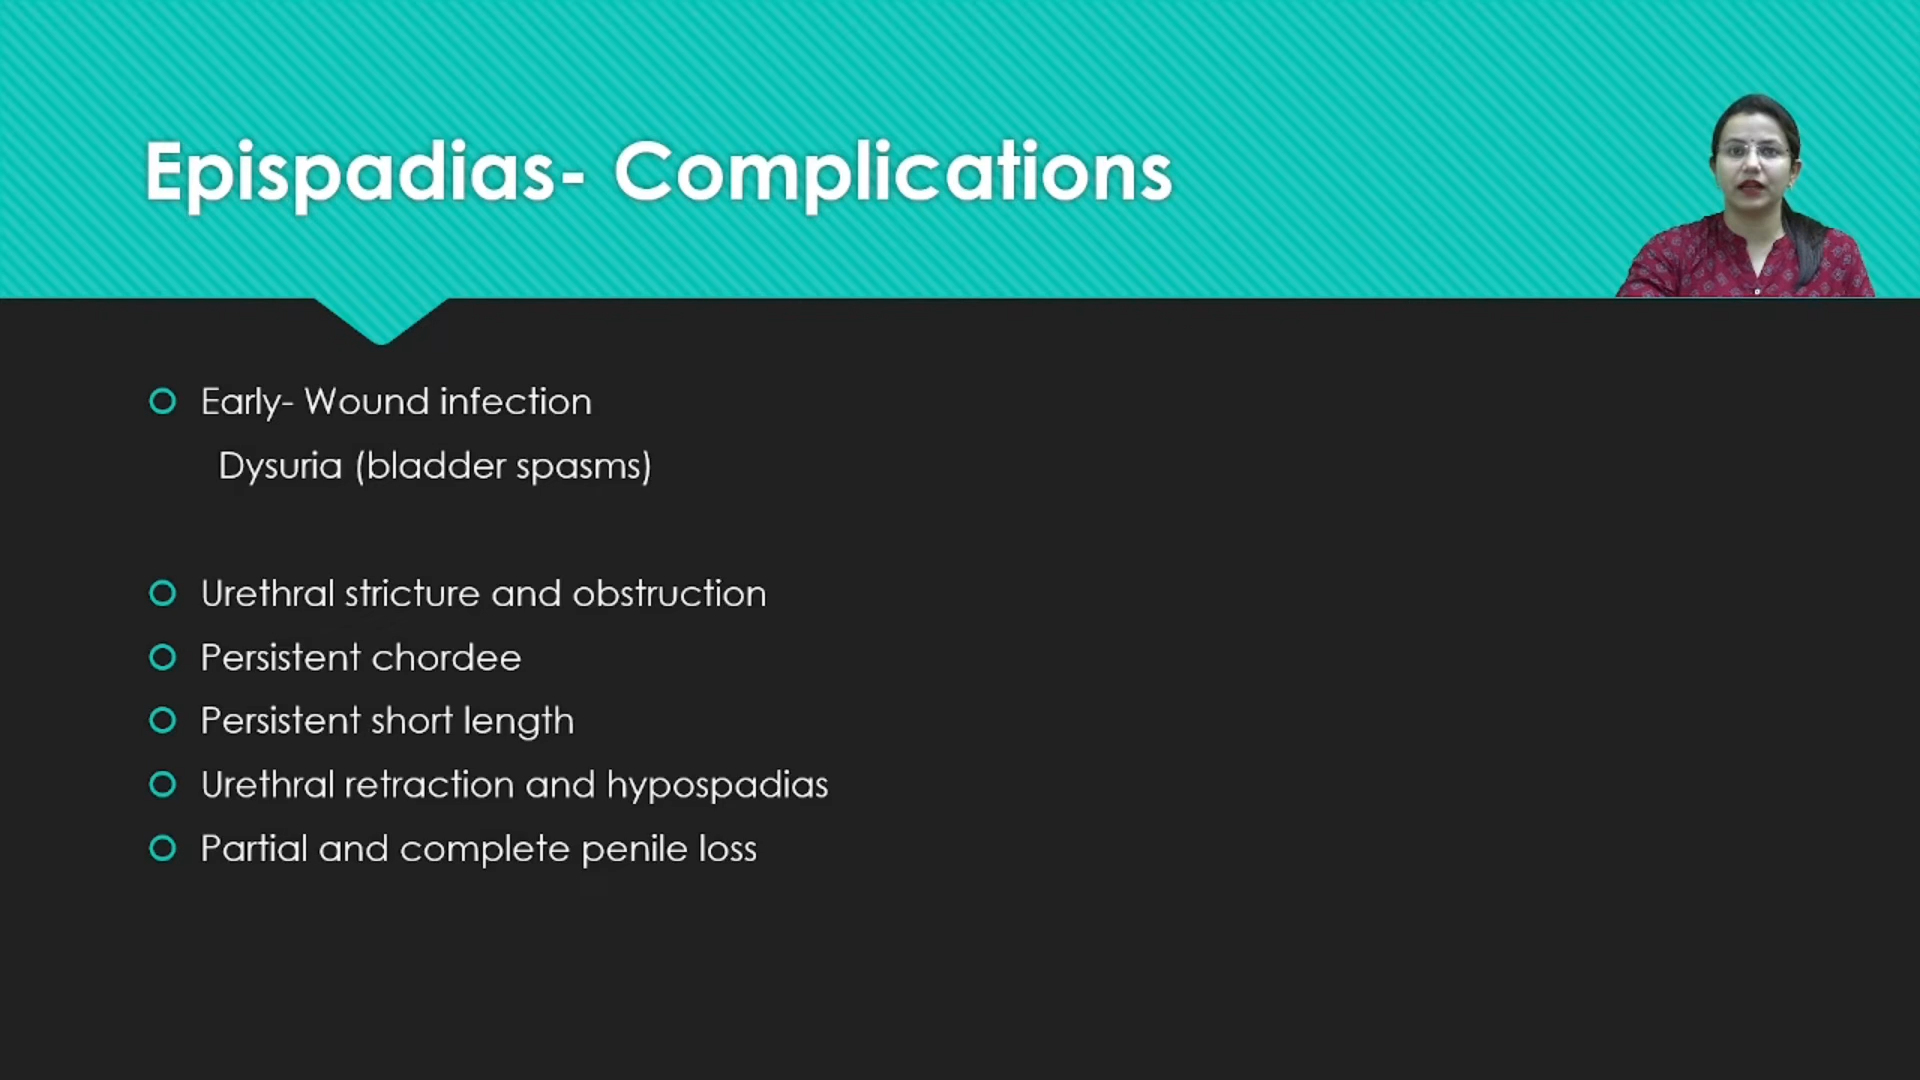 Epispadias- Complications
Early- Wound infection
Dysuria (bladder spasms)
Urethral stricture and obstruction
Persistent chordee
Persistent short length
Urethral retraction and hypospadias
Partial and complete penile loss